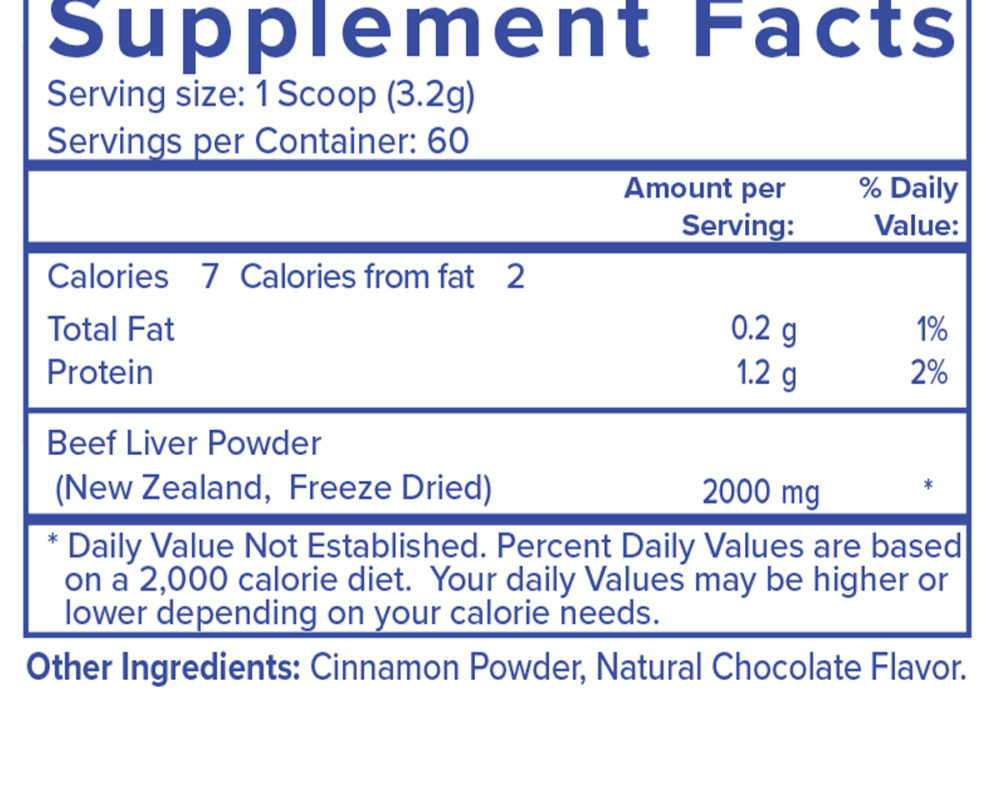 Supplement Facts
Serving size: 1 Scoop (3.2g)
Servings per Container: 60
Amount per Serving:
% Daily Value:
Calories 7 Calories from fat 2
Total Fat 0.2 g 1%
Protein 1.2 g 2%
Beef Liver Powder
(New Zealand, Freeze Dried) 2000 mg *
* Daily Value Not Established. Percent Daily Values are based
on a 2,000 calorie diet. Your daily Values may be higher or
lower depending on your calorie needs.
Other Ingredients: Cinnamon Powder, Natural Chocolate Flavor.